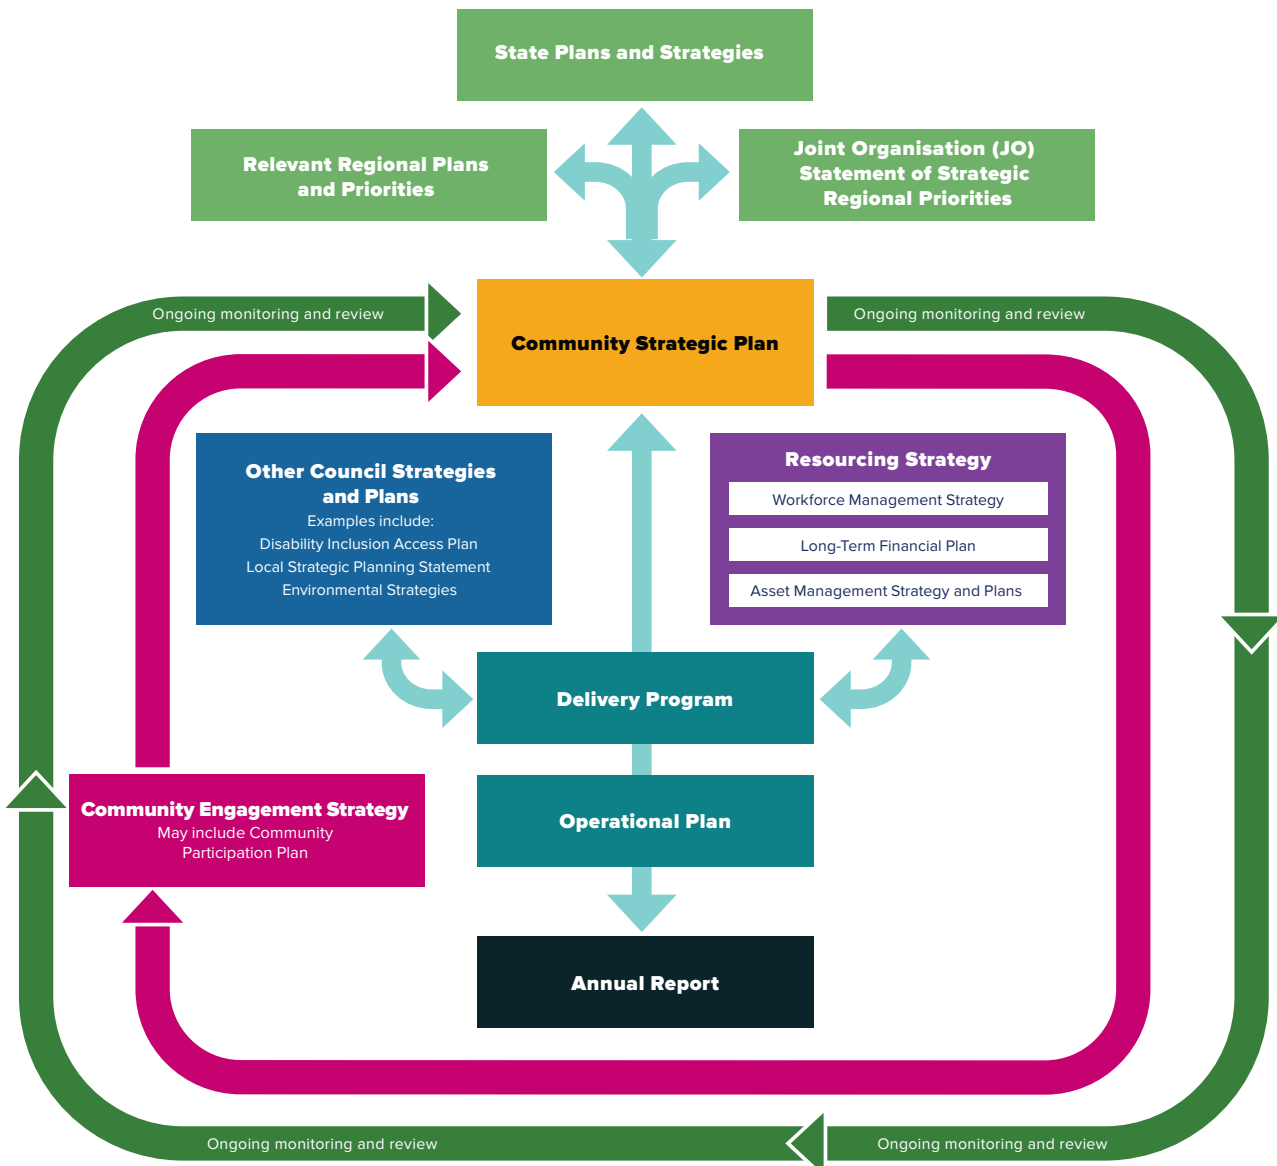 State Plans and Strategies
Relevant Regional Plans
and Priorities
Joint Organisation (JO)
Statement of Strategic
Regional Priorities
Ongoing monitoring and review
Community Strategic Plan
Ongoing monitoring and review
Other Council Strategies
and Plans
Examples include:
Disability Inclusion Access Plan
Local Strategic Planning Statement
Environmental Strategies
Resourcing Strategy
Workforce Management Strategy
Long-Term Financial Plan
Asset Management Strategy and Plans
Delivery Program
Community Engagement Strategy
May include Community
Participation Plan
Operational Plan
Annual Report
Ongoing monitoring and review
Ongoing monitoring and review